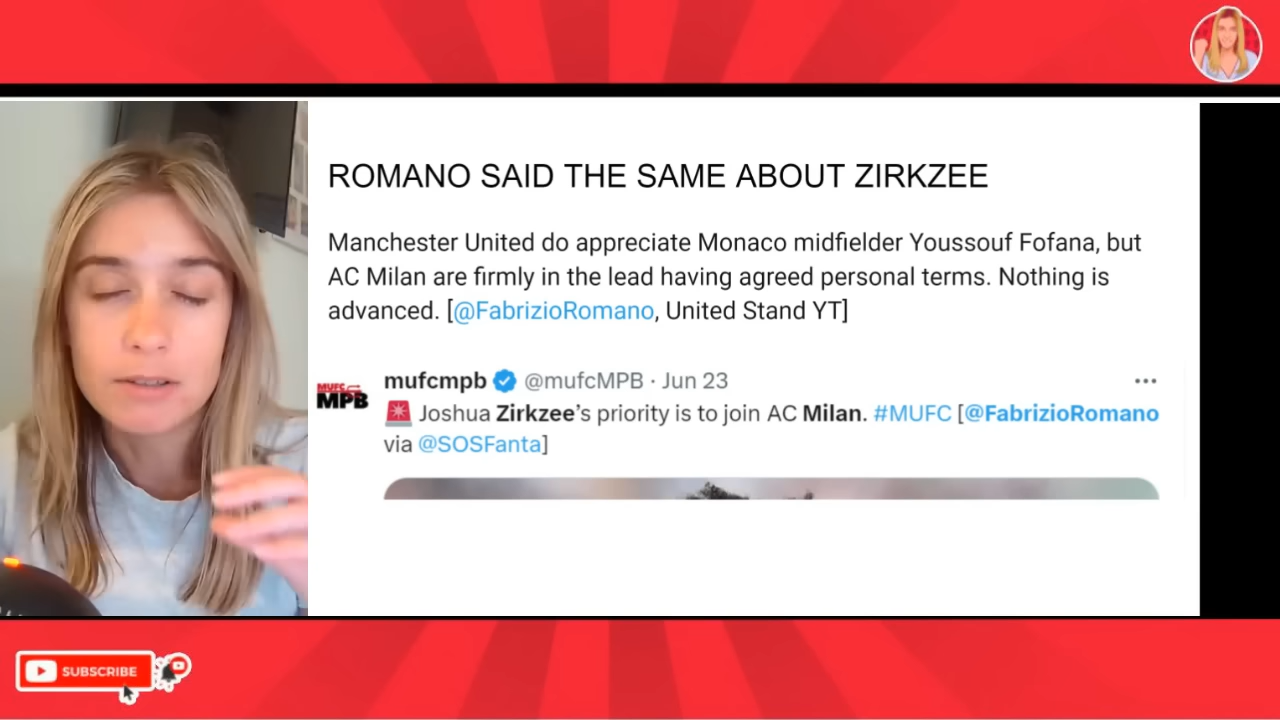 ROMANO SAID THE SAME ABOUT ZIRKZEE
Manchester United do appreciate Monaco midfielder Youssouf Fofana, but
AC Milan are firmly in the lead having agreed personal terms. Nothing is
advanced. [@FabrizioRomano, United Stand YT]
MUFC
MPB
mufcmpb @mufcMPB · Jun 23
🚨 Joshua Zirkzee's priority is to join AC Milan. #MUFC [@FabrizioRomano
via @SOSFanta]
SUBSCRIBE